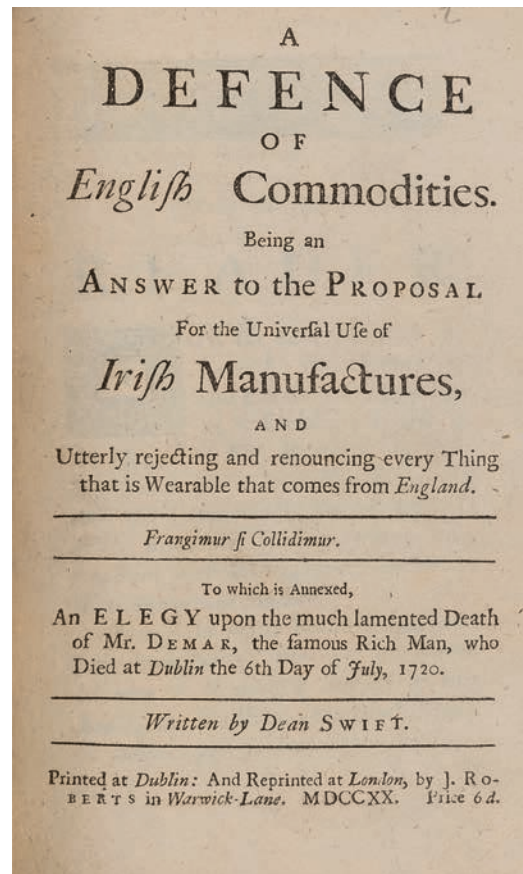 2
A
DEFENCE
OF
Engliſh Commodities.
Being an
ANSWER to the PROPOSAL
For the Univerſal Uſe of
Iriſh Manufactures,
AND
Utterly rejecting and renouncing every Thing
that is Wearable that comes from England.
Frangimur ſi Collidimur.
To which is Annexed,
An ELEGY upon the much lamented Death
of Mr. DEMAR, the famous Rich Man, who
Died at Dublin the 6th Day of July, 1720.
Written by Dean SWIFT.
Printed at Dublin: And Reprinted at London, by J. RO-
BERTS in Warwick-Lane. MDCCXX. Price 6d.